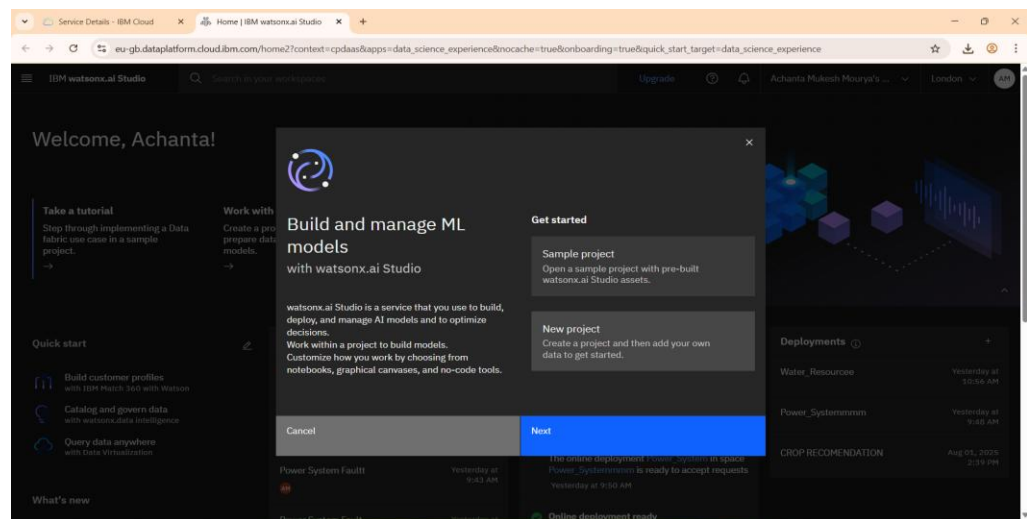 Service Details - IBM Cloud
Home | IBM watsonx.ai Studio
eu-gb.dataplatform.cloud.ibm.com/home2?context=cpdaas&apps=data_science_experience&nocache=true&onboarding=true&quick_start_target=data_science_experience
IBM watsonx.ai Studio
Search in your workspaces
Upgrade
Achanta Mukesh Mourya's ...
London
AM
Welcome, Achanta!
Take a tutorial
Step through implementing a Data
fabric use case in a sample
project.
Work with
Create a pro
prepare data
models.
Build and manage ML
models
with watsonx.ai Studio
watsonx.ai Studio is a service that you use to build,
deploy, and manage AI models and to optimize
decisions.
Work within a project to build models.
Customize how you work by choosing from
notebooks, graphical canvases, and no-code tools.
Get started
Sample project
Open a sample project with pre-built
watsonx.ai Studio assets.
New project
Create a project and then add your own
data to get started.
Cancel
Next
Quick start
Build customer profiles
with IBM Match 360 with Watson
Catalog and govern data
with watsonx.data intelligence
Query data anywhere
with Data Virtualization
What's new
Power System Faultt
Yesterday at
9:43 AM
AM
The online deployment Power_System in space
Power_Systemmmm is ready to accept requests
Yesterday at 9:50 AM
Online deployment ready
Deployments
Water_Resourcee
Yesterday at
10:56 AM
Power_Systemmmm
Yesterday at
9:48 AM
CROP RECOMENDATION
Aug 01, 2025
2:59 PM